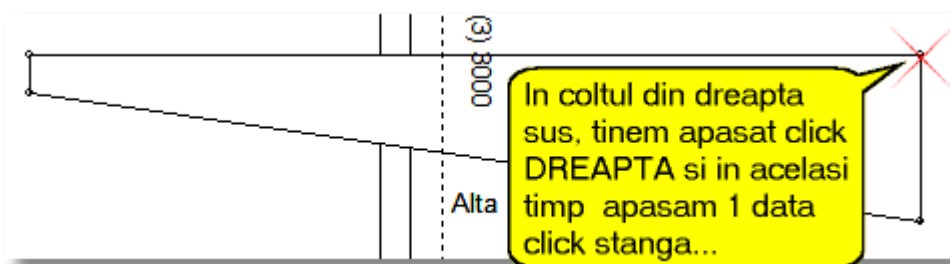 (3) 8000
In coltul din dreapta
sus, tinem apasat click
DREAPTA si in acelasi
timp apasam 1 data
click stanga...
Alta